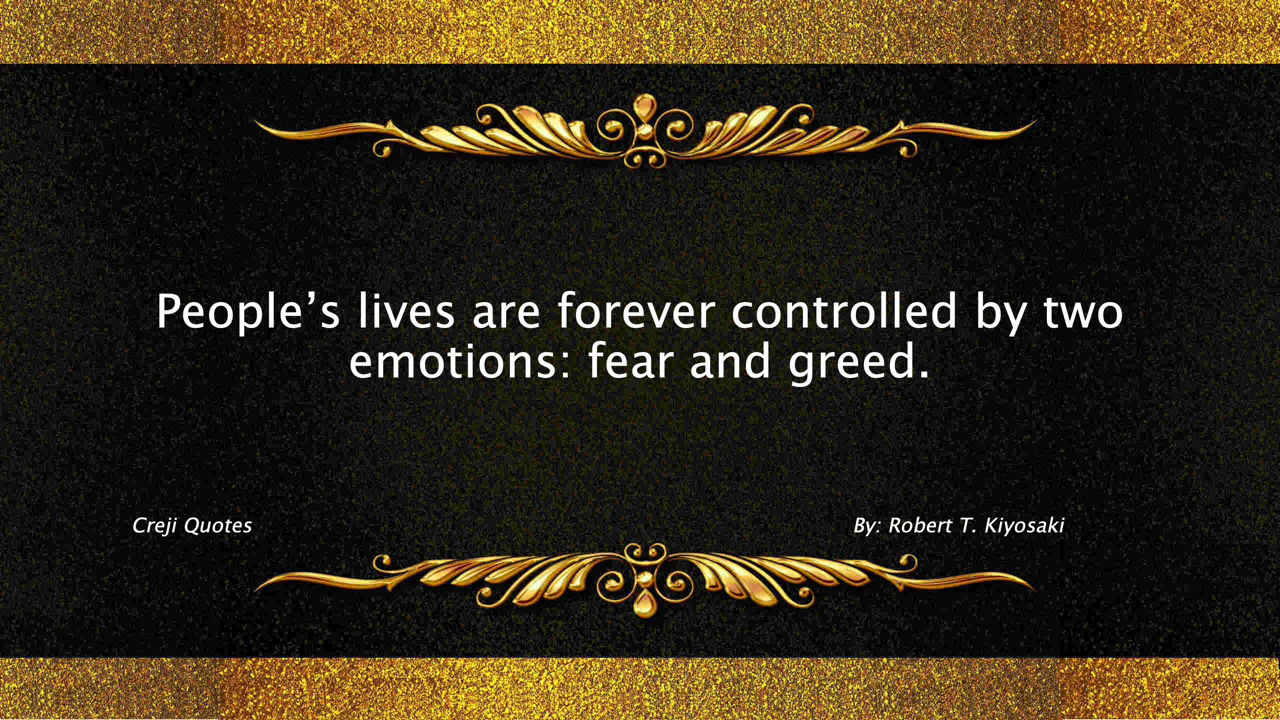 People’s lives are forever controlled by two
emotions: fear and greed.
Creji Quotes
By: Robert T. Kiyosaki